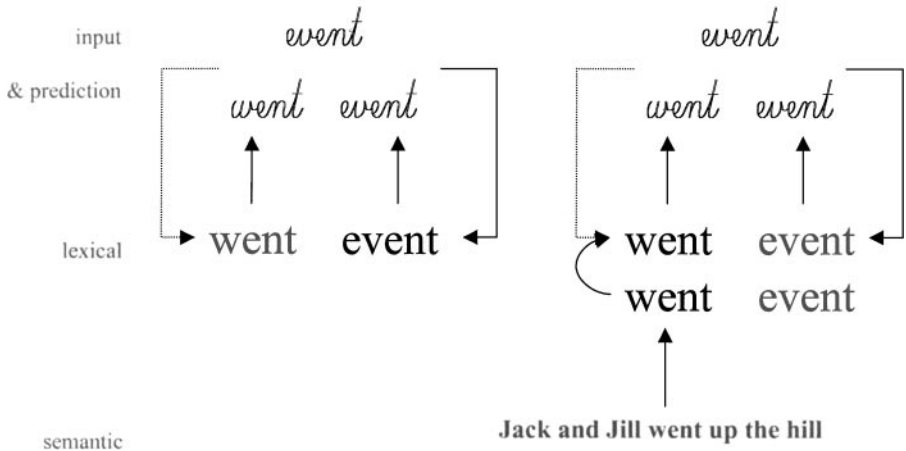 input event event
& prediction went event went event
lexical went event went event
went event
semantic Jack and Jill went up the hill